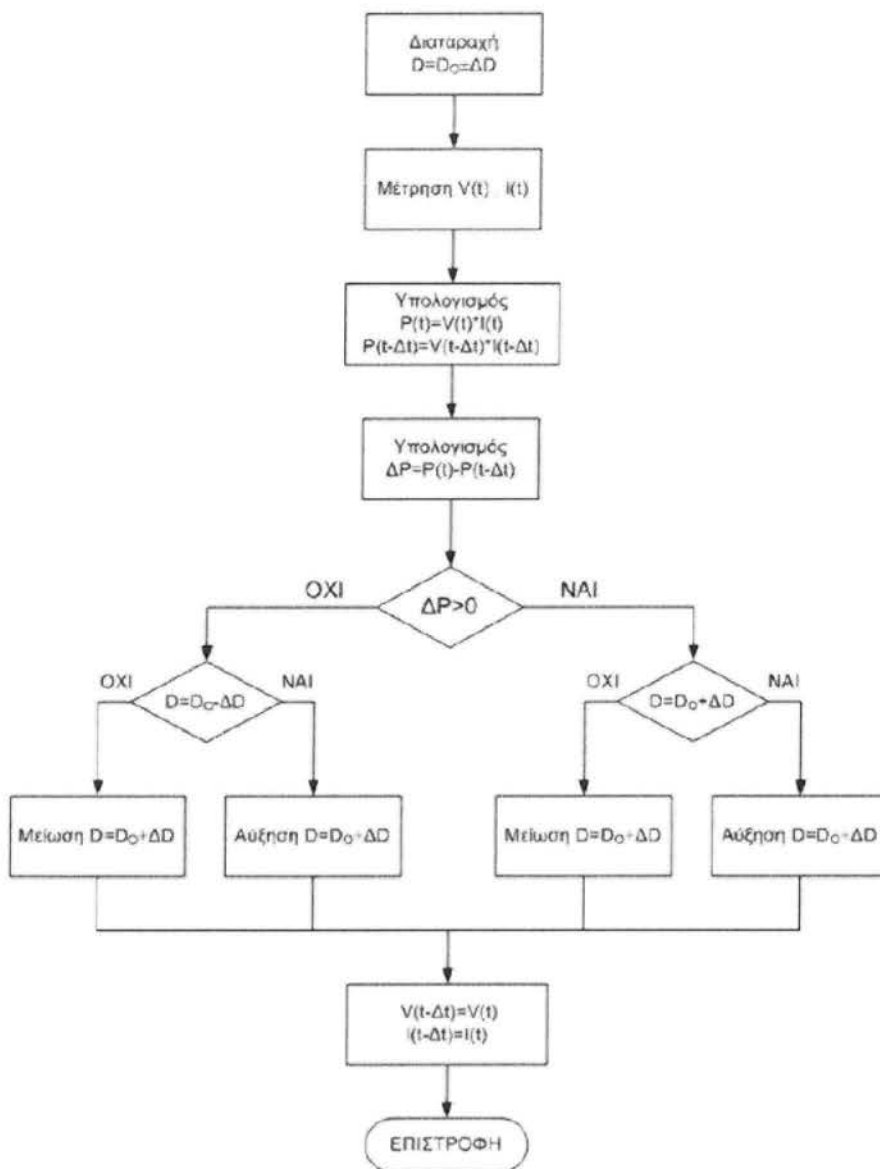 Διαταραχή
D=D₀±ΔD
Μέτρηση V(t) , I(t)
Υπολογισμός
P(t)=V(t)*I(t)
P(t-Δt)=V(t-Δt)*I(t-Δt)
Υπολογισμός
ΔP=P(t)-P(t-Δt)
ΔP>0
ΟΧΙ
ΝΑΙ
D=D₀-ΔD
ΟΧΙ
ΝΑΙ
D=D₀+ΔD
ΟΧΙ
ΝΑΙ
Μείωση D=D₀+ΔD
Αύξηση D=D₀+ΔD
Μείωση D=D₀+ΔD
Αύξηση D=D₀+ΔD
V(t-Δt)=V(t)
I(t-Δt)=I(t)
ΕΠΙΣΤΡΟΦΗ